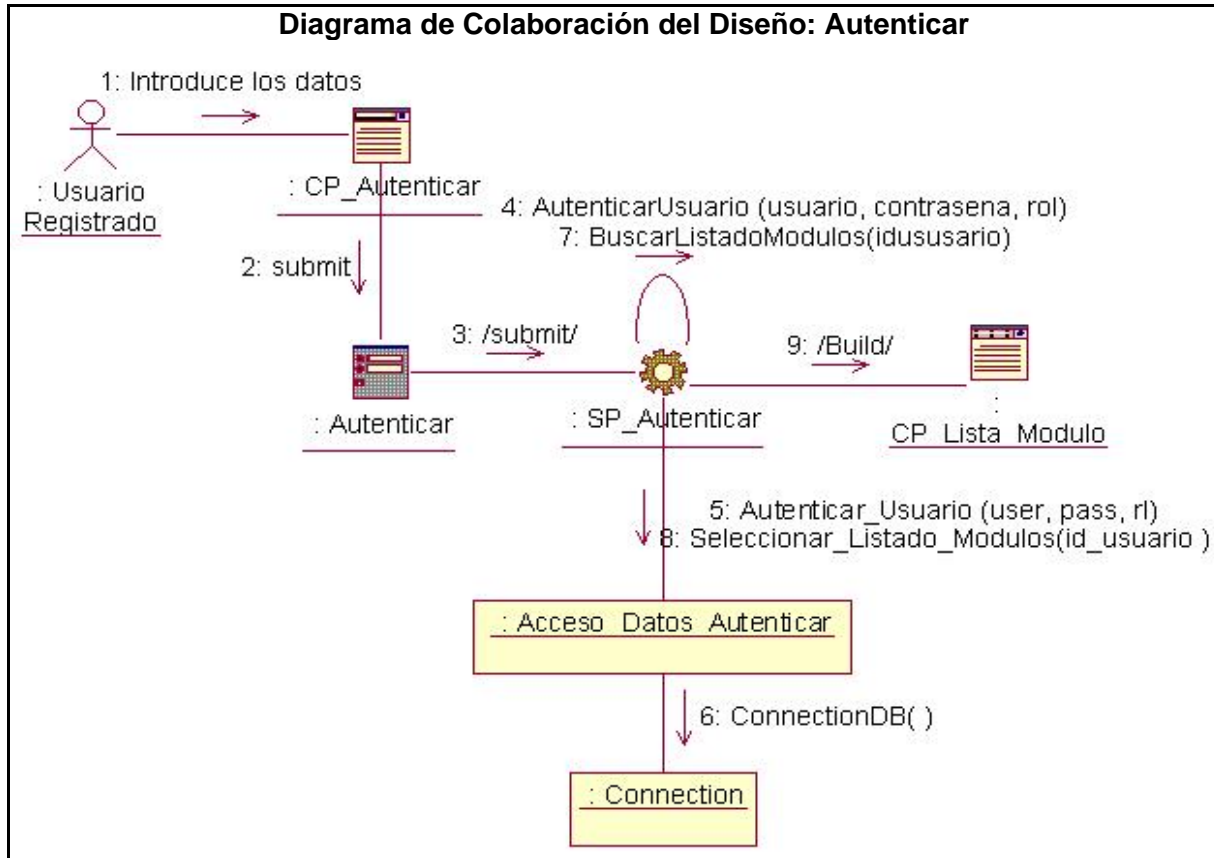 Diagrama de Colaboración del Diseño: Autenticar
1: Introduce los datos
: Usuario
Registrado
: CP_Autenticar
4: AutenticarUsuario (usuario, contrasena, rol)
7: BuscarListadoModulos(idususario)
2: submit
3: /submit/
9: /Build/
: Autenticar
: SP_Autenticar
:
CP_Lista_Modulo
5: Autenticar_Usuario (user, pass, rl)
8: Seleccionar_Listado_Modulos(id_usuario )
: Acceso_Datos_Autenticar
6: ConnectionDB( )
: Connection